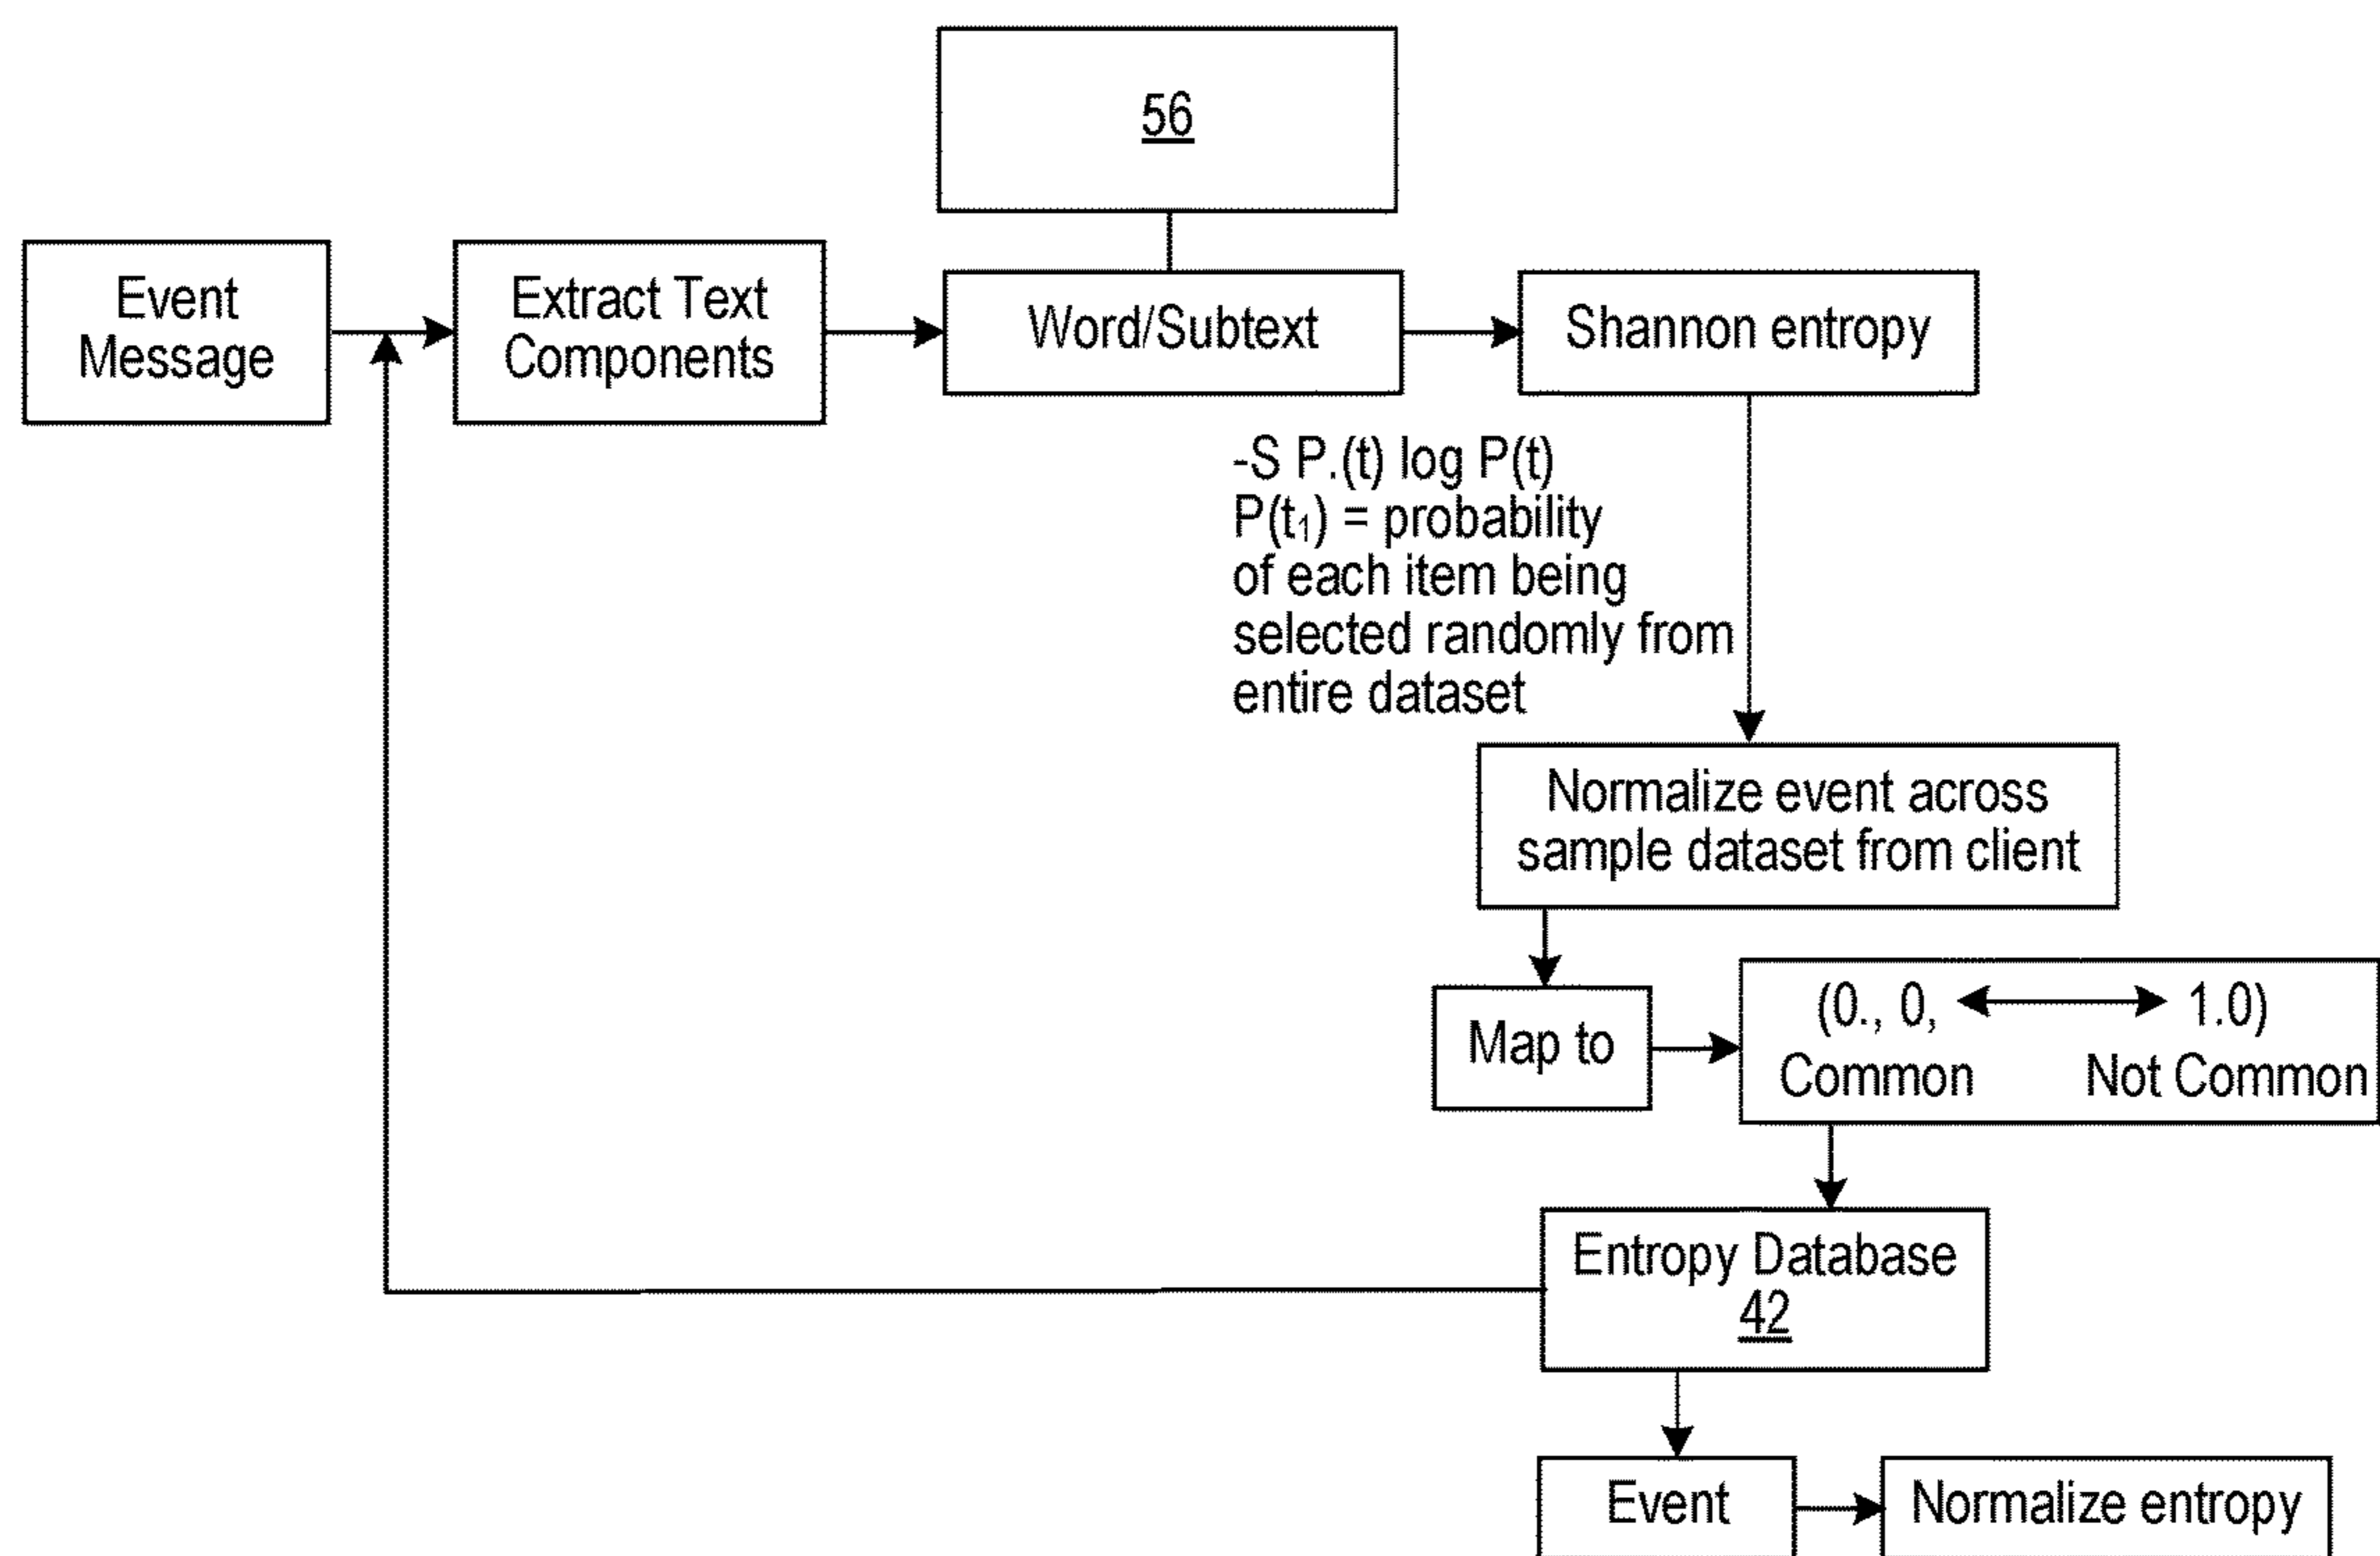 56
Event
Message
Extract Text
Components
Word/Subtext
Shannon entropy
-S P.(t) log P(t)
P(t₁) = probability
of each item being
selected randomly from
entire dataset
Normalize event across
sample dataset from client
Map to
(0., 0, 1.0)
Common Not Common
Entropy Database
42
Event
Normalize entropy